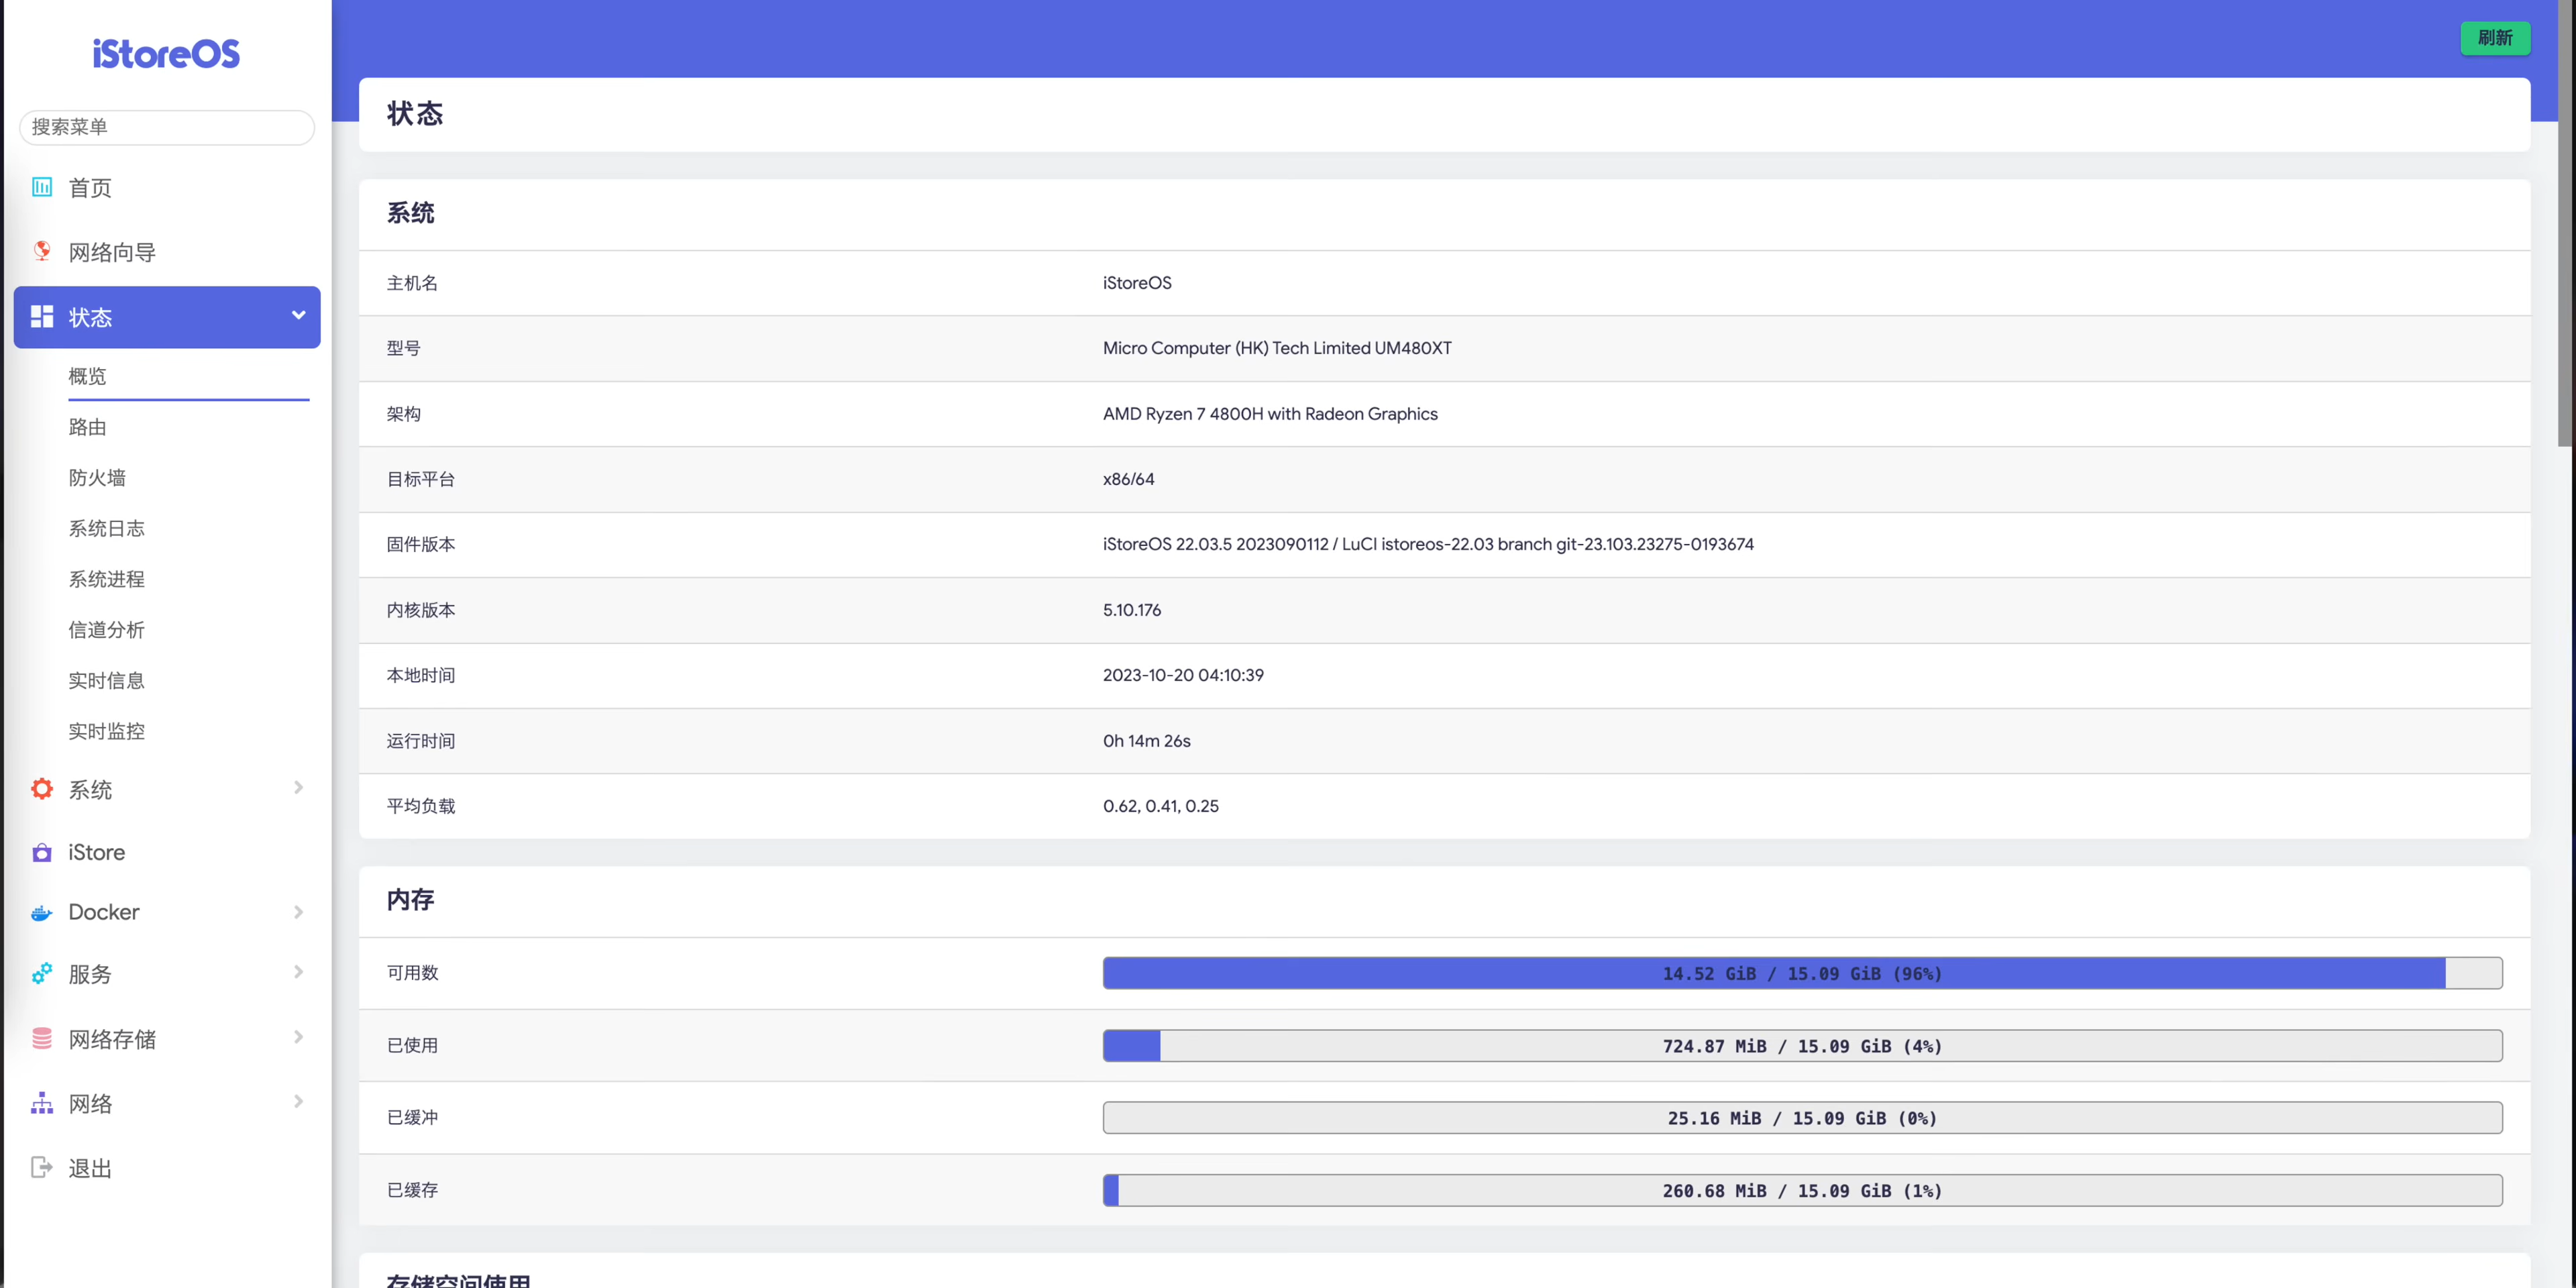 iStoreOS
搜索菜单
首页
网络向导
状态
概览
路由
防火墙
系统日志
系统进程
信道分析
实时信息
实时监控
系统
iStore
Docker
服务
网络存储
网络
退出
刷新
状态
系统
主机名 iStoreOS
型号 Micro Computer (HK) Tech Limited UM480XT
架构 AMD Ryzen 7 4800H with Radeon Graphics
目标平台 x86/64
固件版本 iStoreOS 22.03.5 2023090112 / LuCI istoreos-22.03 branch git-23.103.23275-0193674
内核版本 5.10.176
本地时间 2023-10-20 04:10:39
运行时间 0h 14m 26s
平均负载 0.62, 0.41, 0.25
内存
可用数 14.52 GiB / 15.09 GiB (96%)
已使用 724.87 MiB / 15.09 GiB (4%)
已缓冲 25.16 MiB / 15.09 GiB (0%)
已缓存 260.68 MiB / 15.09 GiB (1%)
存储空间使用